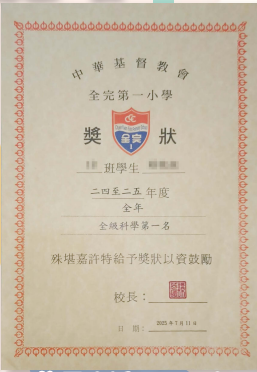 中華基督教會
全完第一小學
獎 狀
全完
1
班學生
二四至二五 年度
全年
全級科學第一名
殊堪嘉許特給予獎狀以資鼓勵
校長:
日期: 2025年7月11日